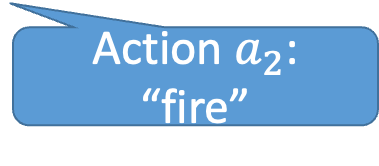 Action 𝑎₂:
“fire”